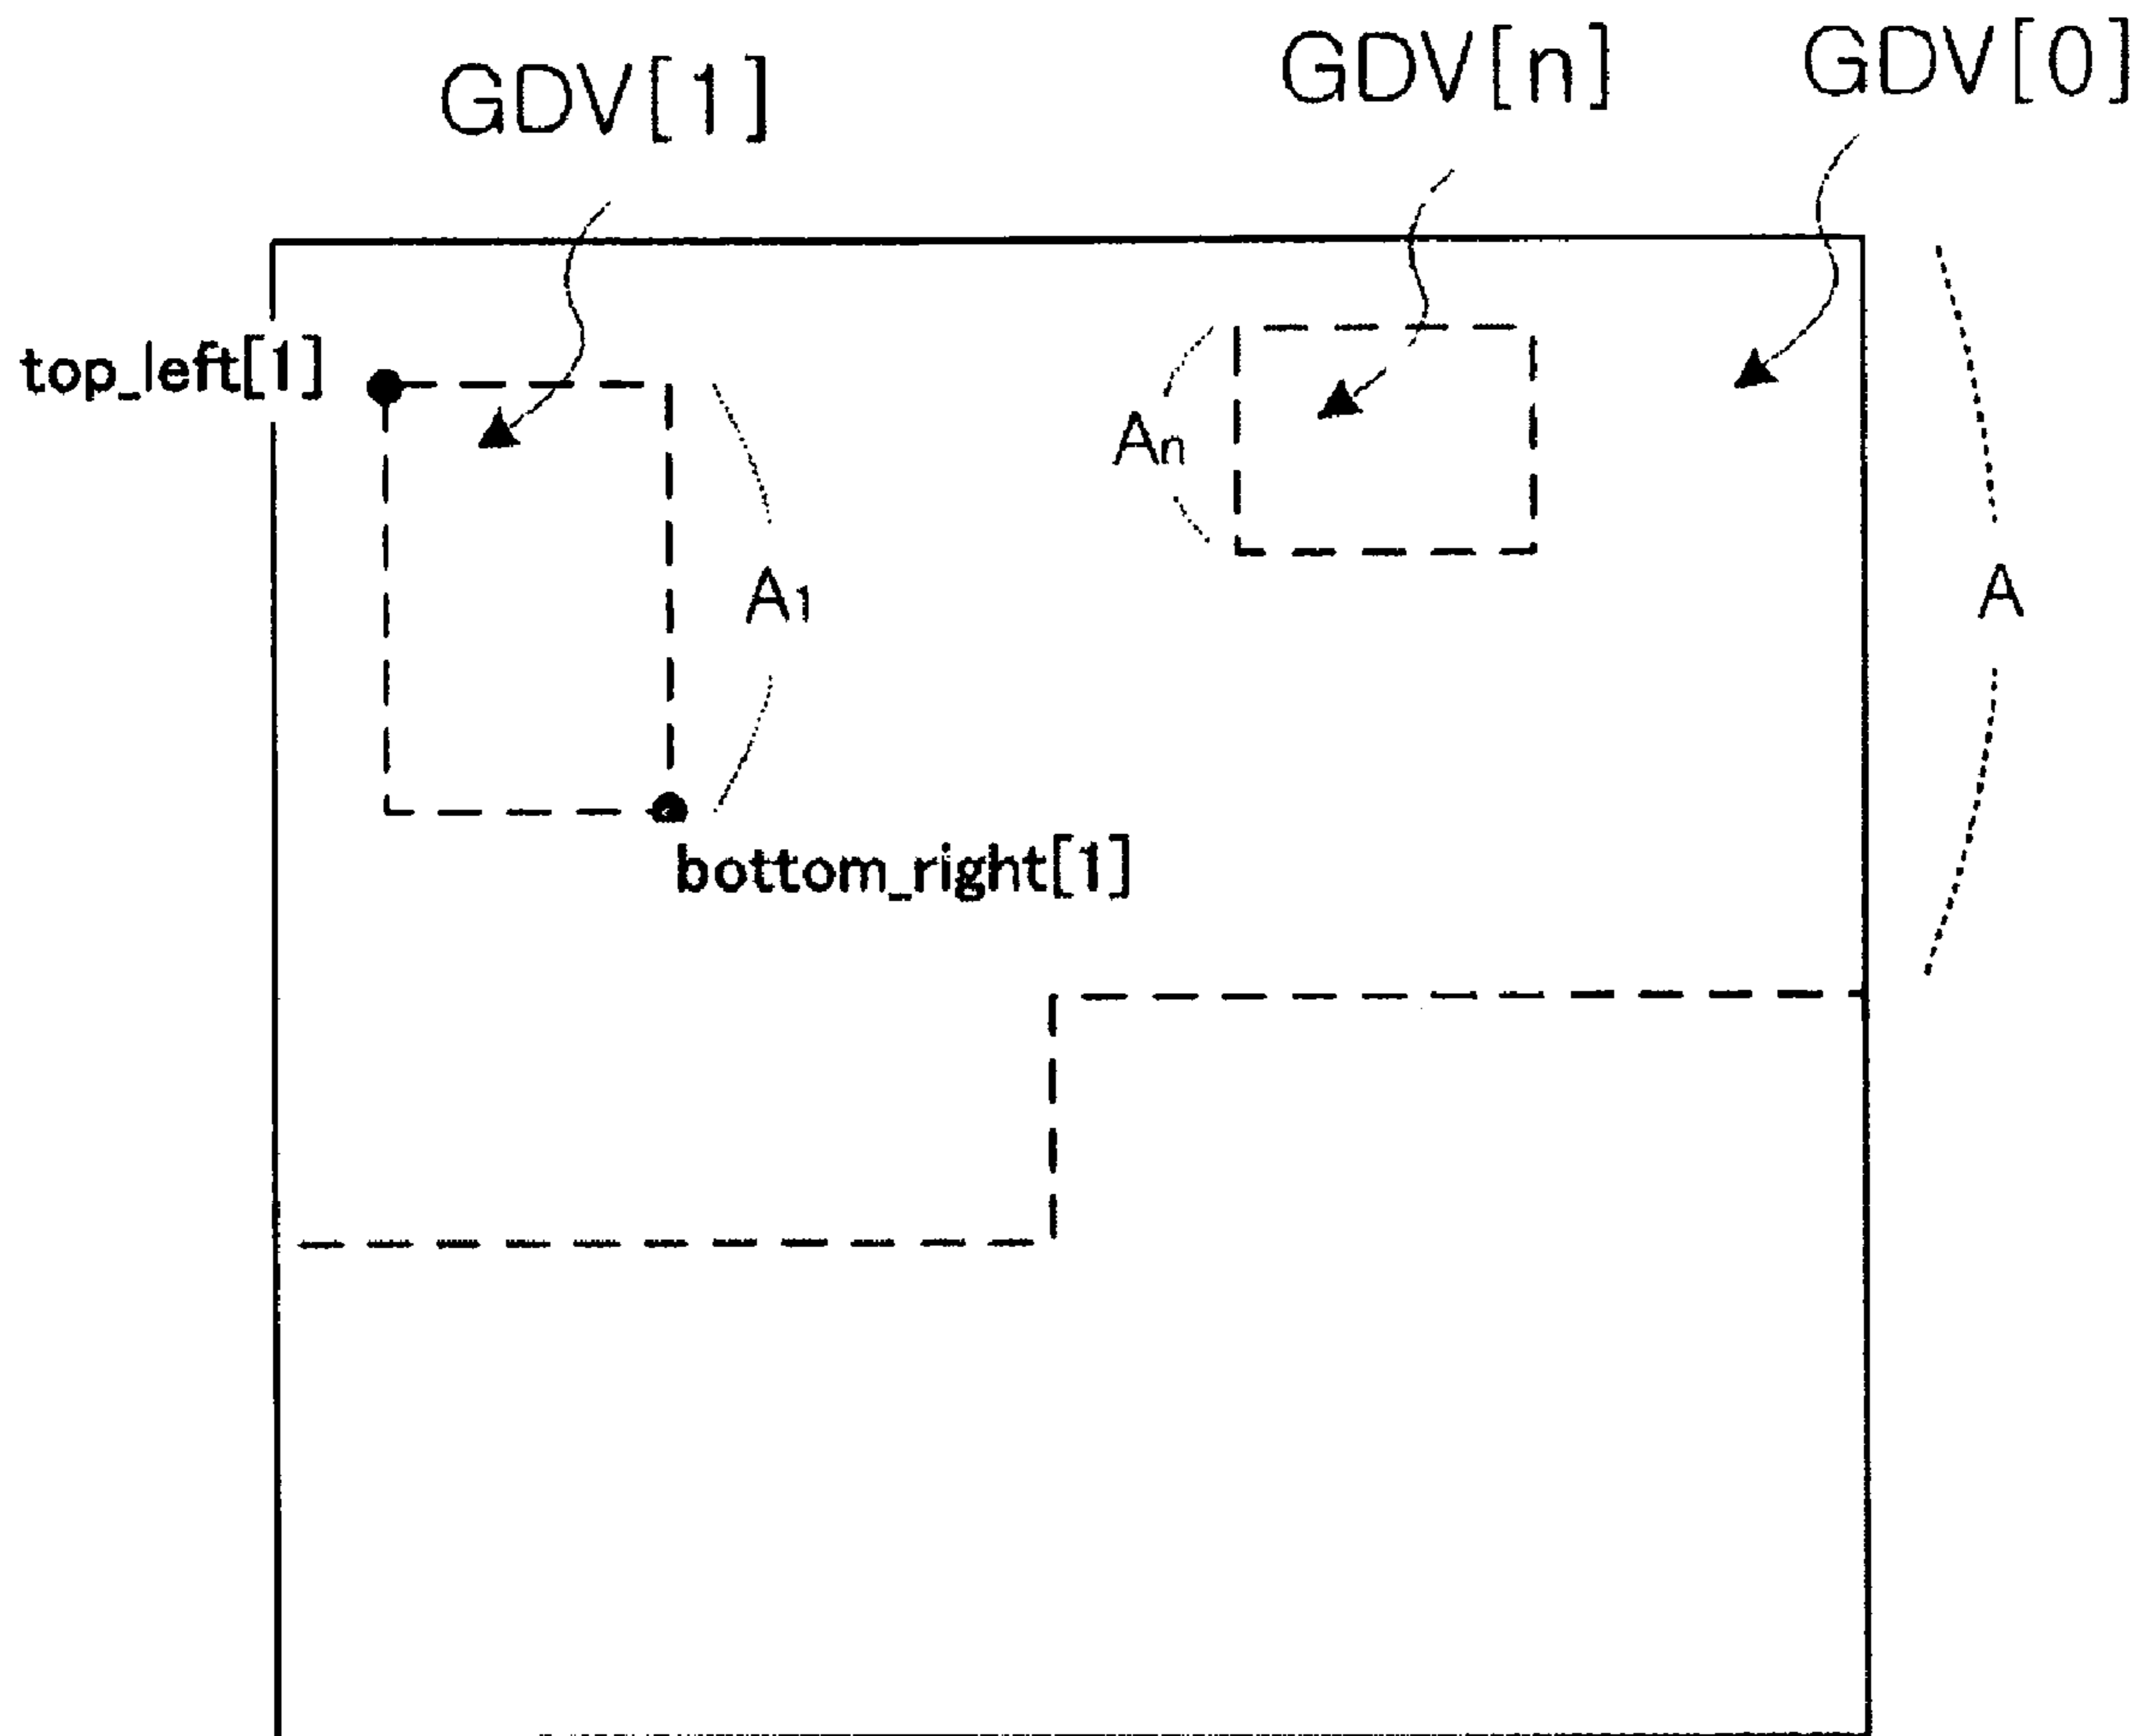 GDV[1]
GDV[n]
GDV[0]
top_left[1]
An
A1
A
bottom_right[1]